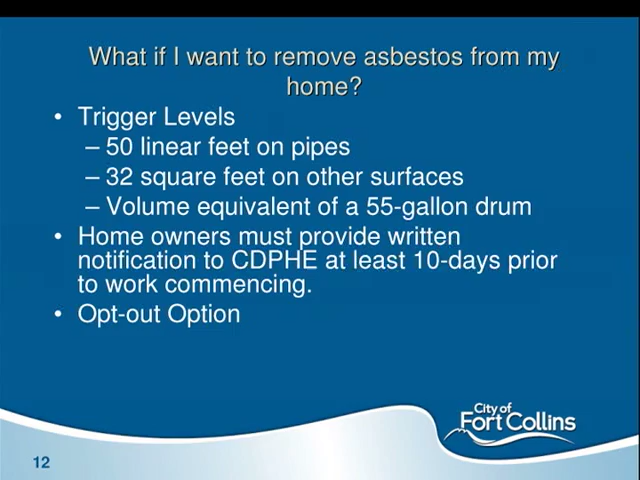 What if I want to remove asbestos from my
home?
• Trigger Levels
– 50 linear feet on pipes
– 32 square feet on other surfaces
– Volume equivalent of a 55-gallon drum
• Home owners must provide written
notification to CDPHE at least 10-days prior
to work commencing.
• Opt-out Option
City of
Fort Collins
12